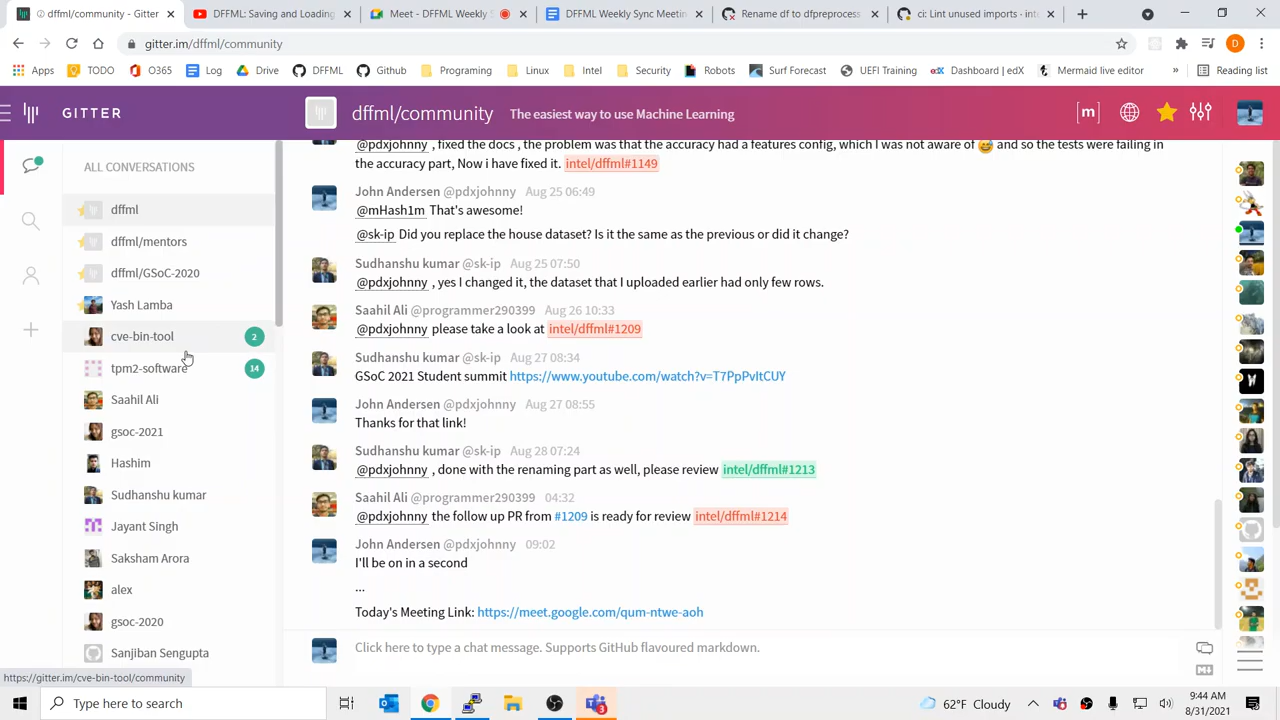 Dawgs: Saving and Loading
Meet – Weekly S
DFFML Weekly Sync Meetin
Random notes on df dfpreprocess
ci: Lint unused imports · inte
gitter.im/dffml/community
Apps
TODO
O365
Log
Drive
DFFML
Github
Programing
Linux
Intel
Security
Robots
Surf Forecast
UEFI Training
Dashboard | edX
Mermaid live editor
»
Reading list
GITTER
dffml/community
The easiest way to use Machine Learning
[m]
ALL CONVERSATIONS
dffml
dffml/mentors
dffml/GSoC-2020
Yash Lamba
cve-bin-tool 2
tpm2-software 14
Saahil Ali
gsoc-2021
Hashim
Sudhanshu kumar
Jayant Singh
Saksham Arora
alex
gsoc-2020
Sanjiban Sengupta
@pdxjohnny , fixed the docs , the problem was that the accuracy had a features config, which I was not aware of 😅 and so the tests were failing in
the accuracy part, Now i have fixed it. intel/dffml#1149
John Andersen @pdxjohnny Aug 25 06:49
@mHash1m That's awesome!
@sk-ip Did you replace the house dataset? Is it the same as the previous or did it change?
Sudhanshu kumar @sk-ip Aug 25 07:50
@pdxjohnny , yes I changed it, the dataset that I uploaded earlier had only few rows.
Saahil Ali @programmer290399 Aug 26 10:33
@pdxjohnny please take a look at intel/dffml#1209
Sudhanshu kumar @sk-ip Aug 27 08:34
GSoC 2021 Student summit https://www.youtube.com/watch?v=T7PpPvItCUY
John Andersen @pdxjohnny Aug 27 08:55
Thanks for that link!
Sudhanshu kumar @sk-ip Aug 28 07:24
@pdxjohnny , done with the renaming part as well, please review intel/dffml#1213
Saahil Ali @programmer290399 04:32
@pdxjohnny the follow up PR from #1209 is ready for review intel/dffml#1214
John Andersen @pdxjohnny 09:02
I'll be on in a second
...
Today's Meeting Link: https://meet.google.com/qum-ntwe-aoh
Click here to type a chat message. Supports GitHub flavoured markdown.
https://gitter.im/cve-bin-tool/community
Type here to search
62°F Cloudy
9:44 AM
8/31/2021